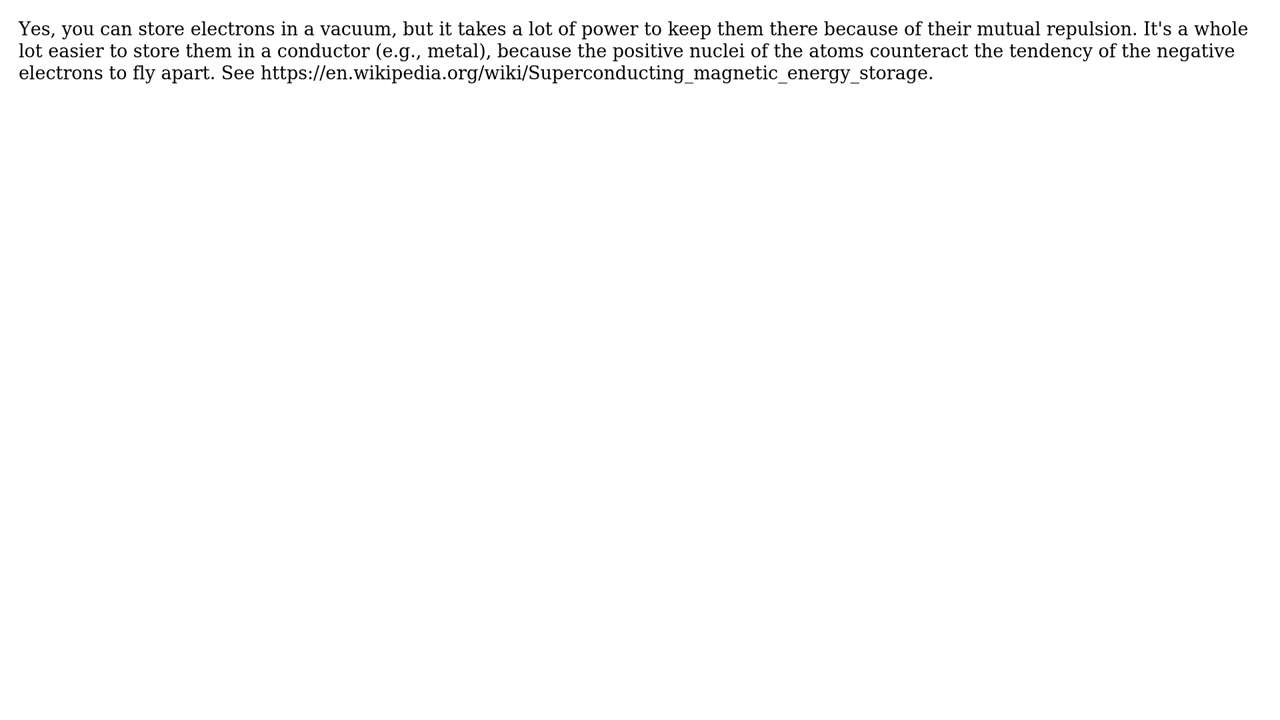 Yes, you can store electrons in a vacuum, but it takes a lot of power to keep them there because of their mutual repulsion. It's a whole
lot easier to store them in a conductor (e.g., metal), because the positive nuclei of the atoms counteract the tendency of the negative
electrons to fly apart. See https://en.wikipedia.org/wiki/Superconducting_magnetic_energy_storage.